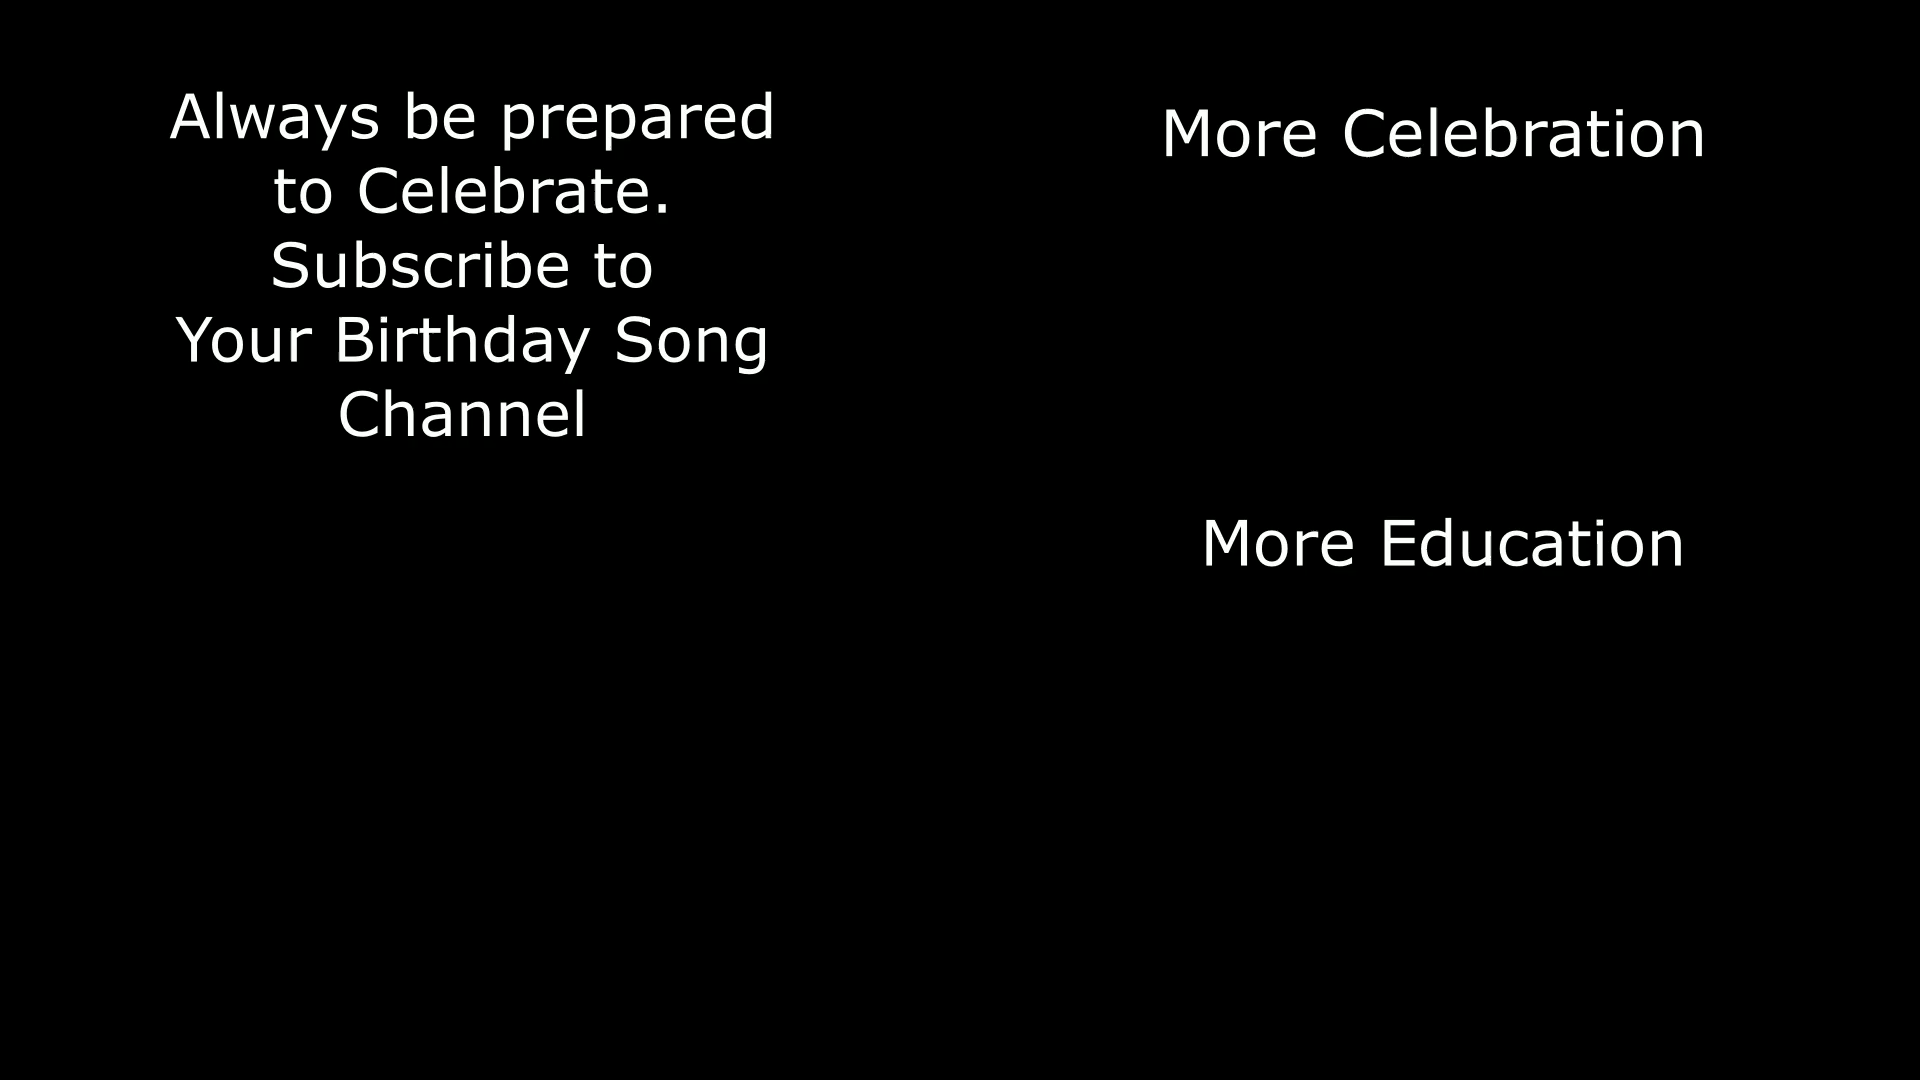 Always be prepared
to Celebrate.
Subscribe to
Your Birthday Song
Channel
More Celebration
More Education